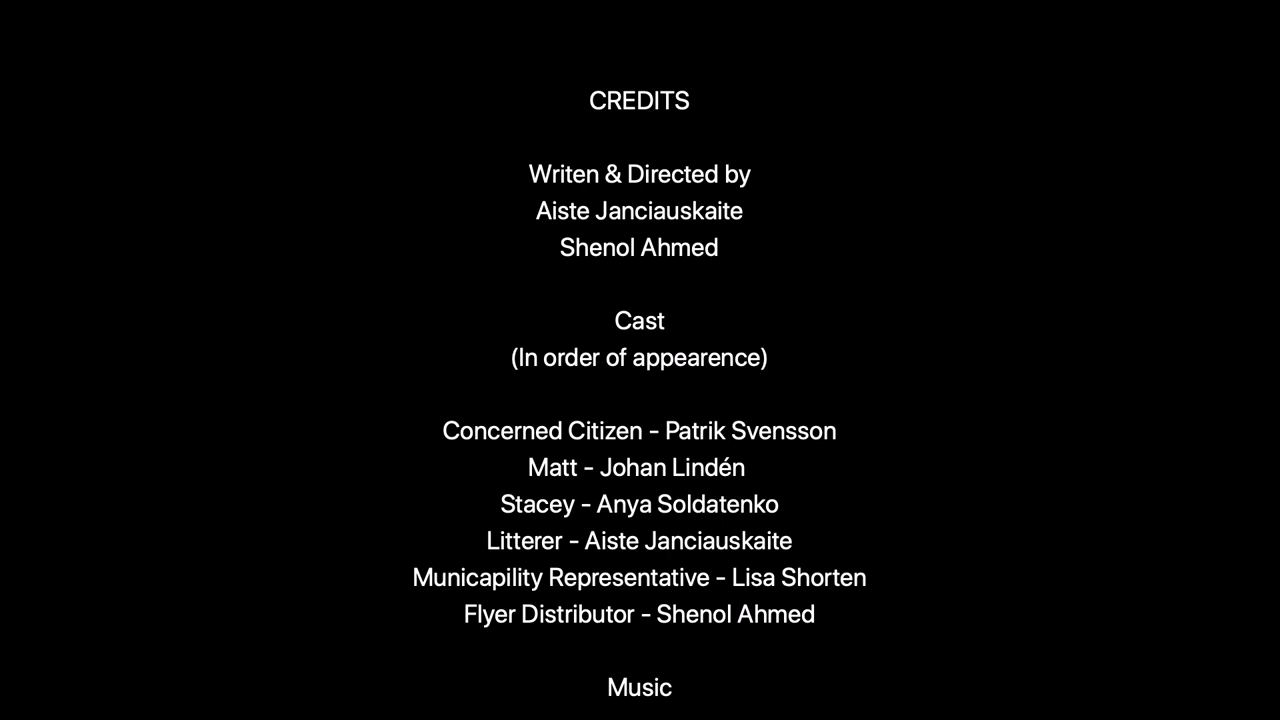 CREDITS
Writen & Directed by
Aiste Janciauskaite
Shenol Ahmed
Cast
(In order of appearence)
Concerned Citizen - Patrik Svensson
Matt - Johan Lindén
Stacey - Anya Soldatenko
Litterer - Aiste Janciauskaite
Municapility Representative - Lisa Shorten
Flyer Distributor - Shenol Ahmed
Music